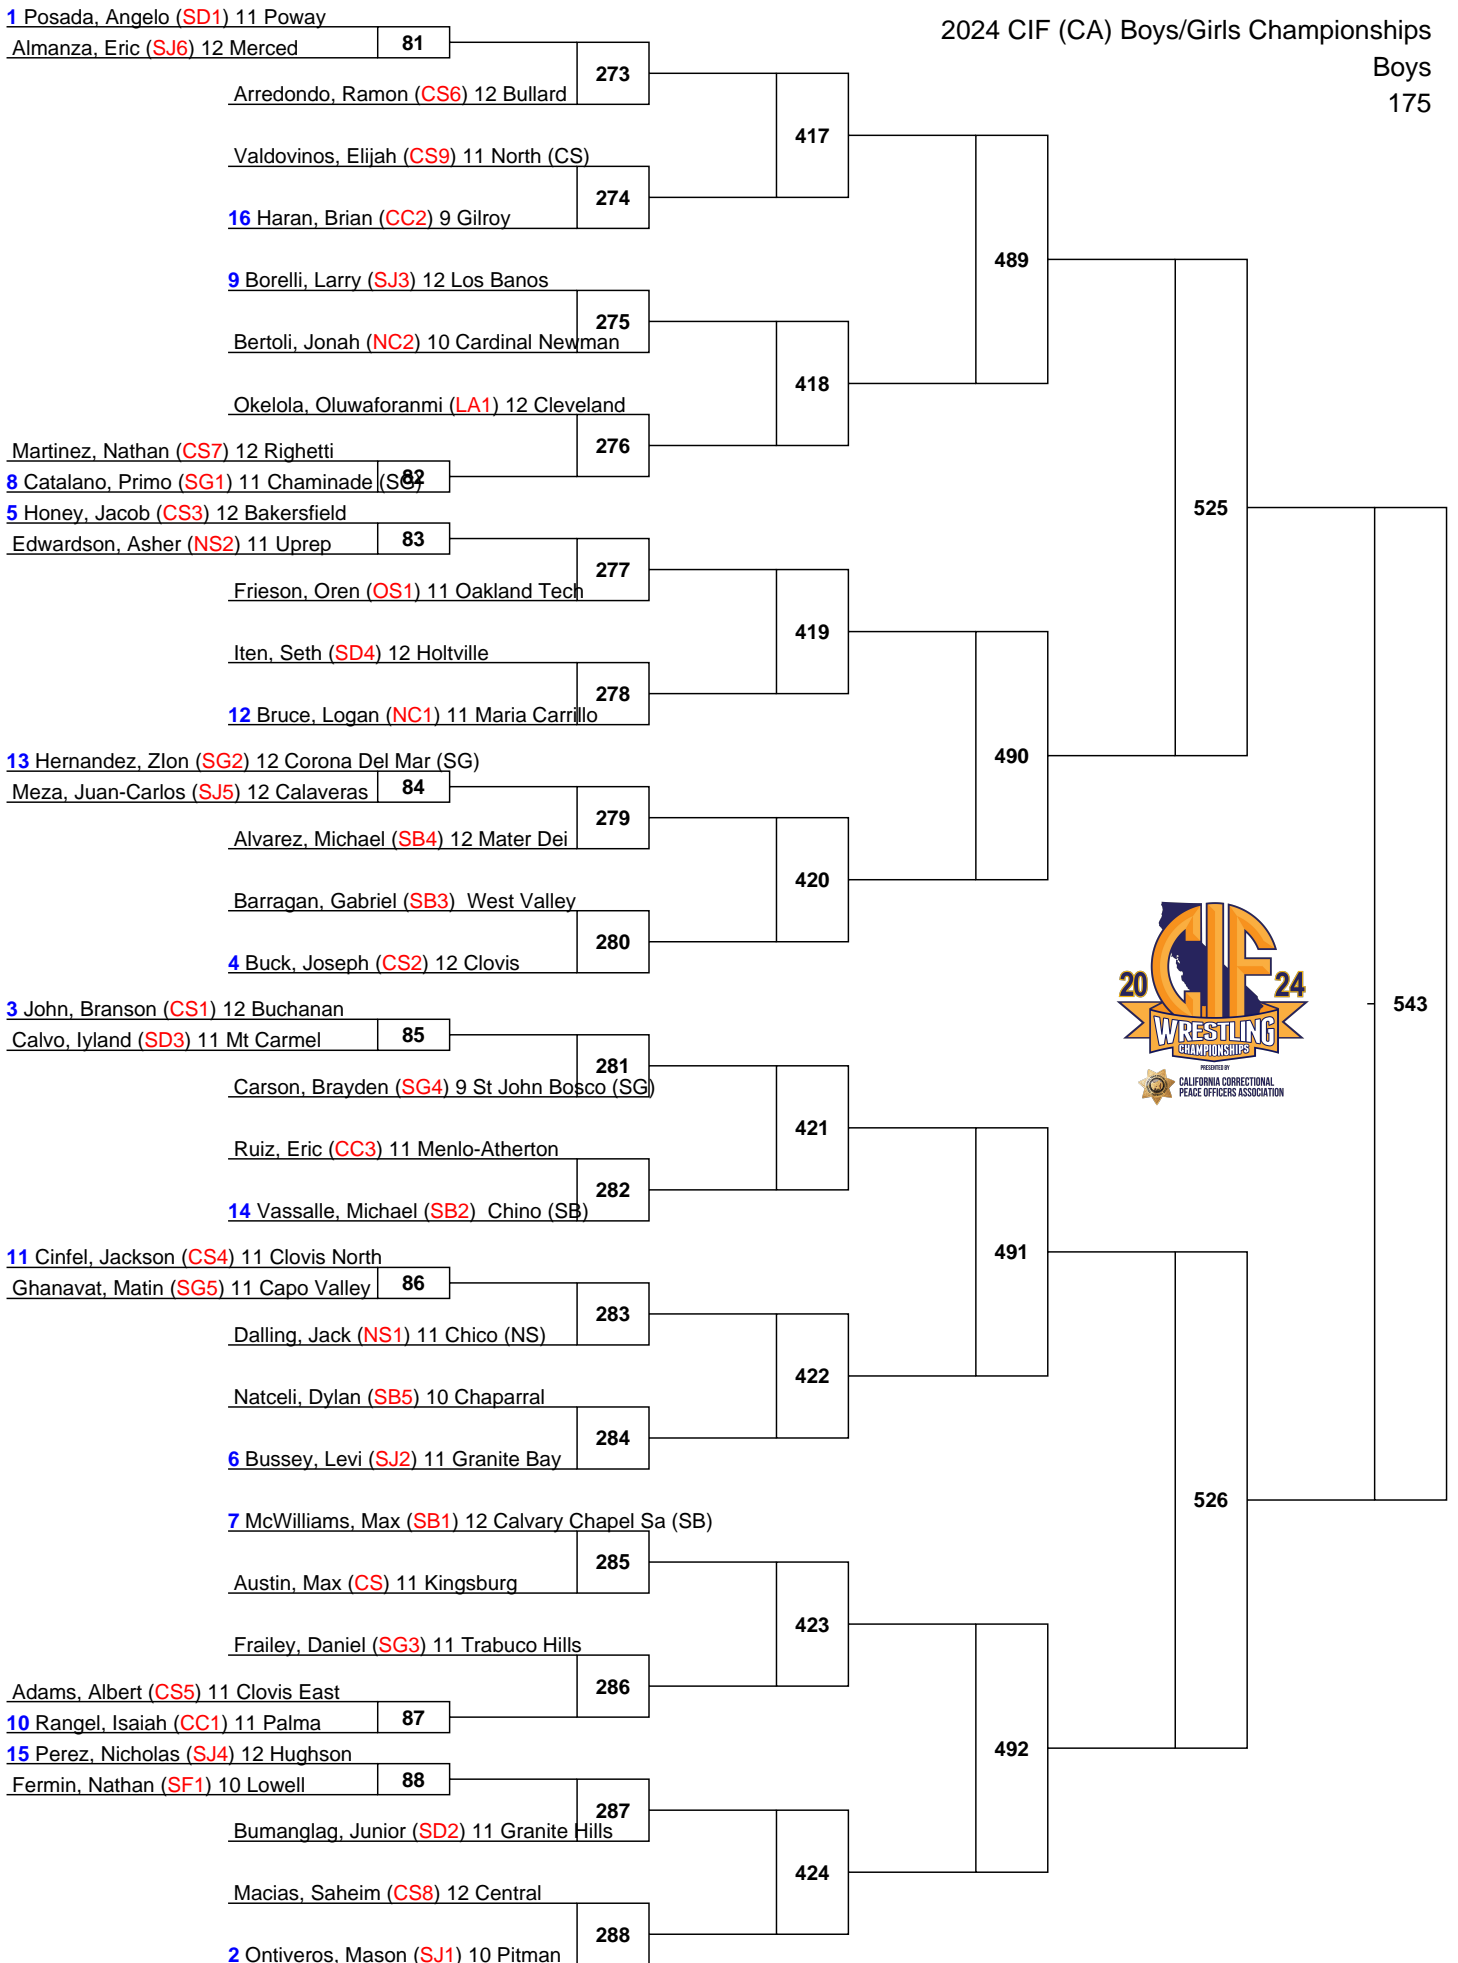 2024 CIF (CA) Boys/Girls Championships
Boys
175
1 Posada, Angelo (SD1) 11 Poway
Almanza, Eric (SJ6) 12 Merced
81
273
Arredondo, Ramon (CS6) 12 Bullard
417
Valdovinos, Elijah (CS9) 11 North (CS)
274
16 Haran, Brian (CC2) 9 Gilroy
489
9 Borelli, Larry (SJ3) 12 Los Banos
275
Bertoli, Jonah (NC2) 10 Cardinal Newman
418
Okelola, Oluwaforanmi (LA1) 12 Cleveland
276
Martinez, Nathan (CS7) 12 Righetti
82
8 Catalano, Primo (SG1) 11 Chaminade (SG)
525
5 Honey, Jacob (CS3) 12 Bakersfield
Edwardson, Asher (NS2) 11 Uprep
83
277
Frieson, Oren (OS1) 11 Oakland Tech
419
Iten, Seth (SD4) 12 Holtville
278
12 Bruce, Logan (NC1) 11 Maria Carrillo
490
13 Hernandez, ZIon (SG2) 12 Corona Del Mar (SG)
Meza, Juan-Carlos (SJ5) 12 Calaveras
84
279
Alvarez, Michael (SB4) 12 Mater Dei
420
Barragan, Gabriel (SB3)  West Valley
280
4 Buck, Joseph (CS2) 12 Clovis
CIF
20 24
WRESTLING
CHAMPIONSHIPS
PRESENTED BY
CALIFORNIA CORRECTIONAL
PEACE OFFICERS ASSOCIATION
543
3 John, Branson (CS1) 12 Buchanan
Calvo, Iyland (SD3) 11 Mt Carmel
85
281
Carson, Brayden (SG4) 9 St John Bosco (SG)
421
Ruiz, Eric (CC3) 11 Menlo-Atherton
282
14 Vassalle, Michael (SB2)  Chino (SB)
491
11 Cinfel, Jackson (CS4) 11 Clovis North
Ghanavat, Matin (SG5) 11 Capo Valley
86
283
Dalling, Jack (NS1) 11 Chico (NS)
422
Natceli, Dylan (SB5) 10 Chaparral
284
6 Bussey, Levi (SJ2) 11 Granite Bay
526
7 McWilliams, Max (SB1) 12 Calvary Chapel Sa (SB)
285
Austin, Max (CS) 11 Kingsburg
423
Frailey, Daniel (SG3) 11 Trabuco Hills
286
Adams, Albert (CS5) 11 Clovis East
87
10 Rangel, Isaiah (CC1) 11 Palma
492
15 Perez, Nicholas (SJ4) 12 Hughson
Fermin, Nathan (SF1) 10 Lowell
88
287
Bumanglag, Junior (SD2) 11 Granite Hills
424
Macias, Saheim (CS8) 12 Central
288
2 Ontiveros, Mason (SJ1) 10 Pitman